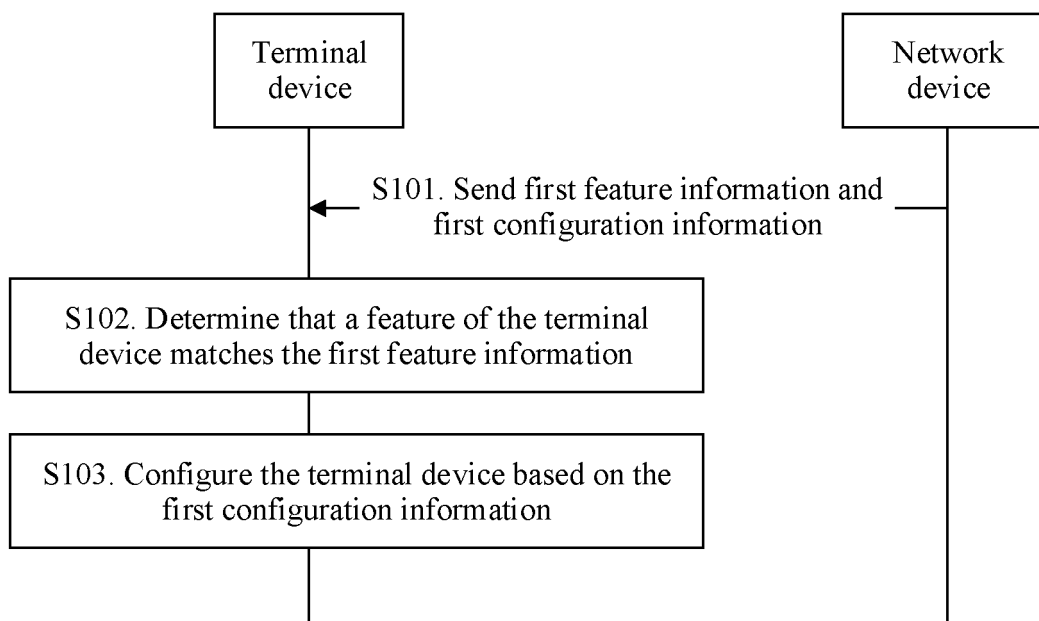 Terminal
device
Network
device
S101. Send first feature information and
first configuration information
S102. Determine that a feature of the terminal
device matches the first feature information
S103. Configure the terminal device based on the
first configuration information